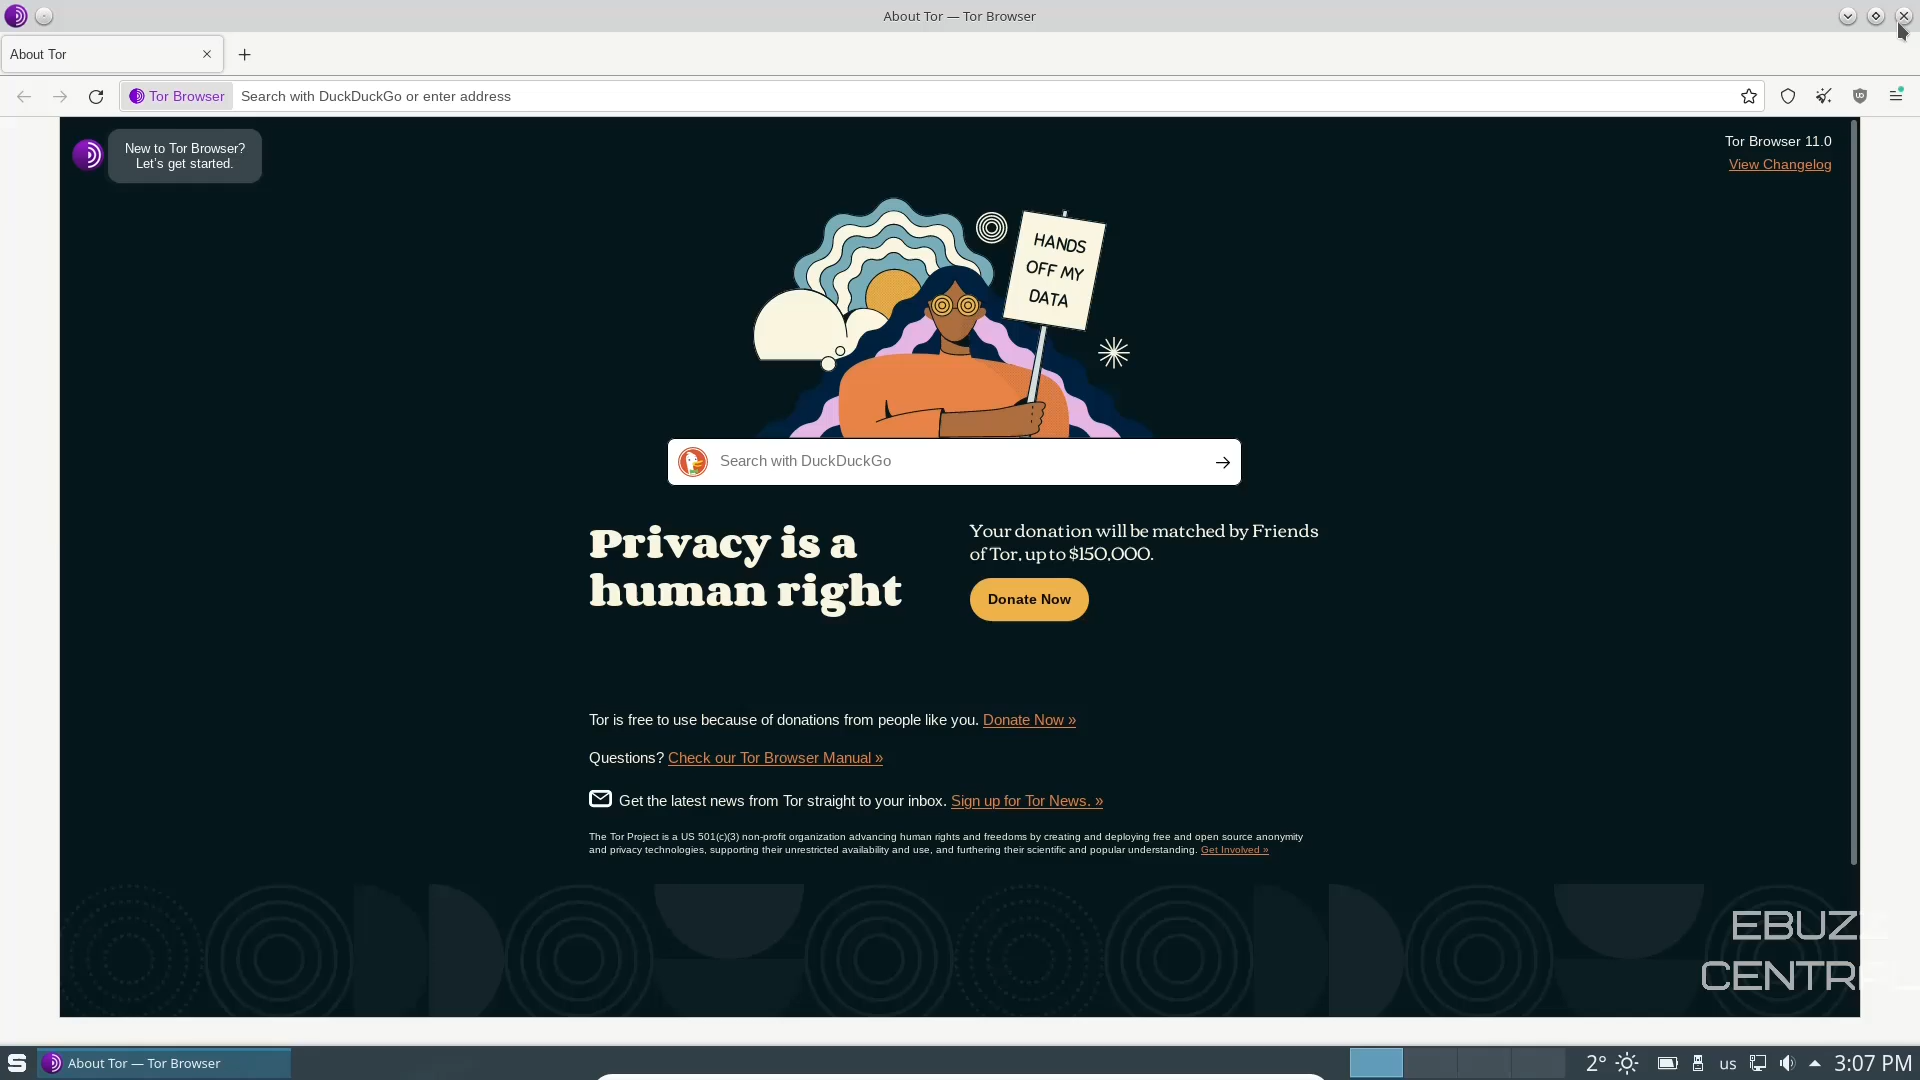 About Tor — Tor Browser
About Tor
Tor Browser
Search with DuckDuckGo or enter address
New to Tor Browser?
Let's get started.
Tor Browser 11.0
View Changelog
HANDS
OFF MY
DATA
Search with DuckDuckGo
Privacy is a
human right
Your donation will be matched by Friends
of Tor, up to $150,000.
Donate Now
Tor is free to use because of donations from people like you. Donate Now »
Questions? Check our Tor Browser Manual »
Get the latest news from Tor straight to your inbox. Sign up for Tor News. »
The Tor Project is a US 501(c)(3) non-profit organization advancing human rights and freedoms by creating and deploying free and open source anonymity
and privacy technologies, supporting their unrestricted availability and use, and furthering their scientific and popular understanding. Get Involved »
EBUZZ
CENTR
About Tor — Tor Browser
2°
us
3:07 PM